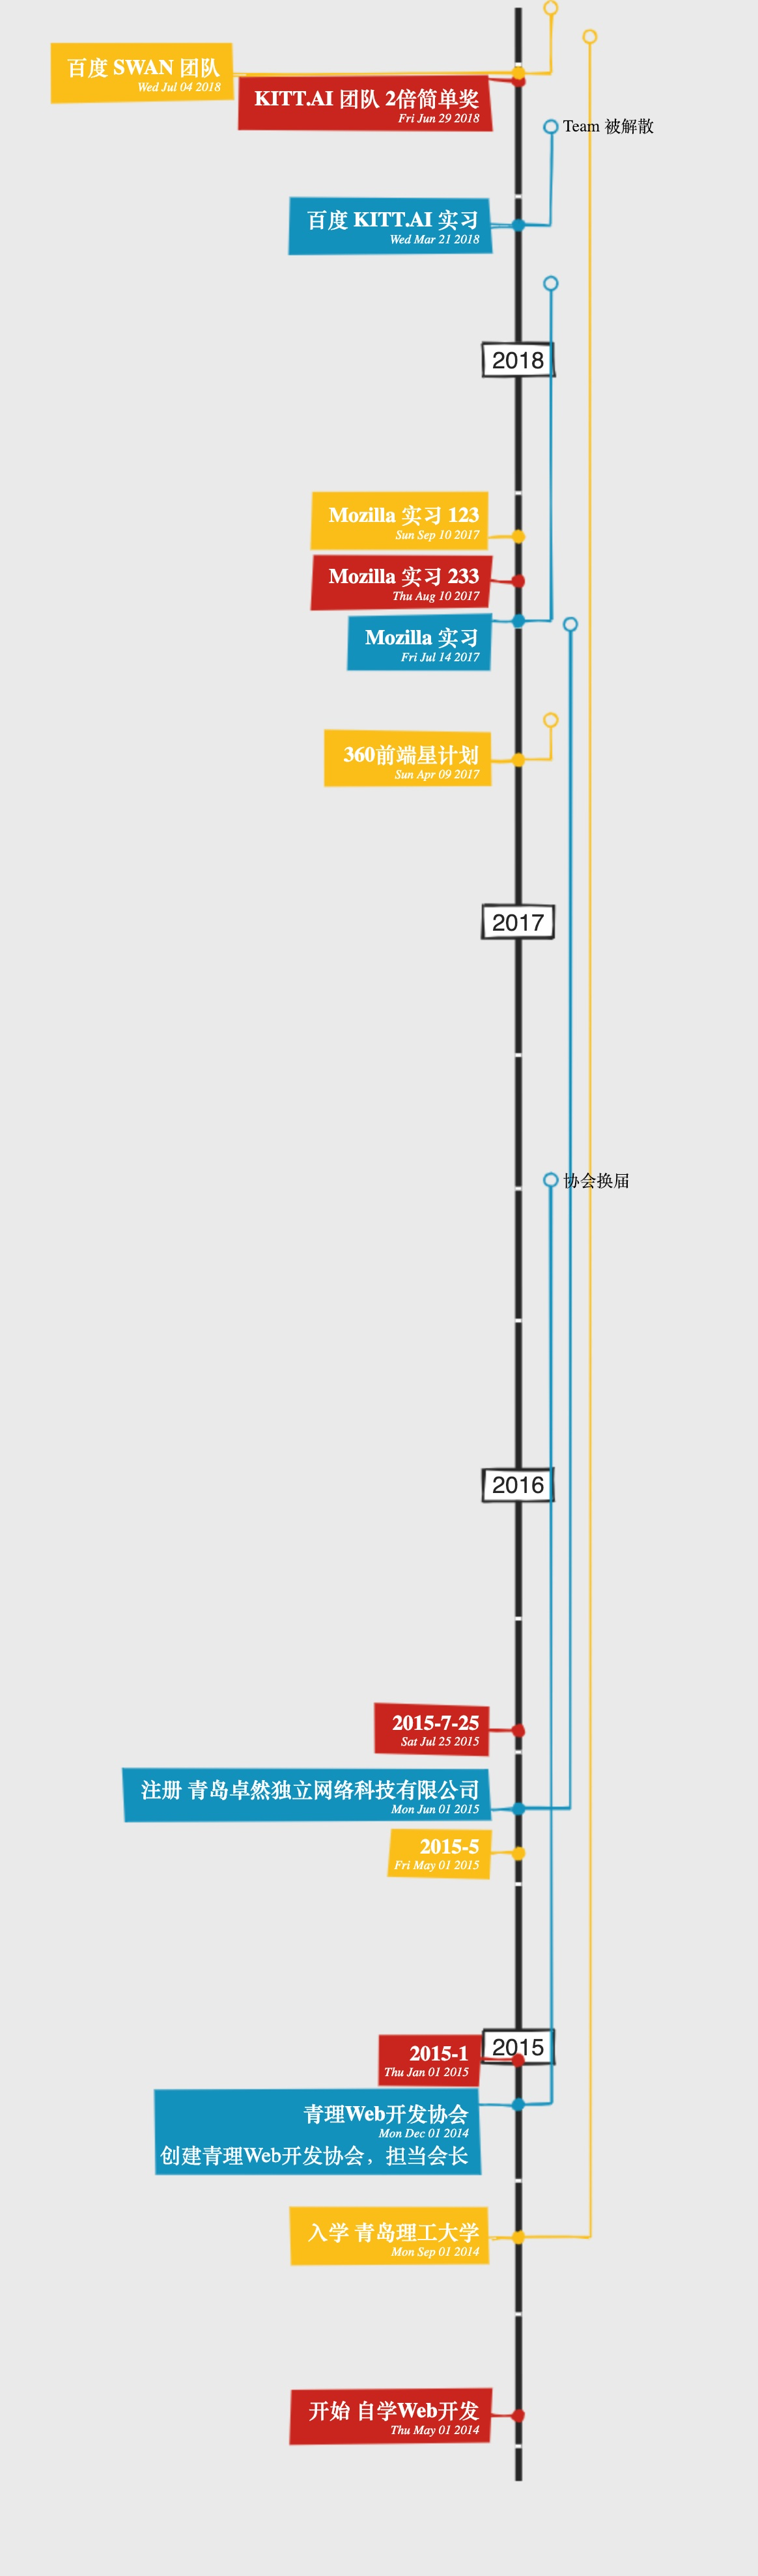 百度 SWAN 团队
Wed Jul 04 2018
KITT.AI 团队 2倍简单奖
Fri Jun 29 2018
Team 被解散
百度 KITT.AI 实习
Wed Mar 21 2018
2018
Mozilla 实习 123
Sun Sep 10 2017
Mozilla 实习 233
Thu Aug 10 2017
Mozilla 实习
Fri Jul 14 2017
360前端星计划
Sun Apr 09 2017
2017
协会换届
2016
2015-7-25
Sat Jul 25 2015
注册 青岛卓然独立网络科技有限公司
Mon Jun 01 2015
2015-5
Fri May 01 2015
2015
2015-1
Thu Jan 01 2015
青理Web开发协会
Mon Dec 01 2014
创建青理Web开发协会，担当会长
入学 青岛理工大学
Mon Sep 01 2014
开始 自学Web开发
Thu May 01 2014